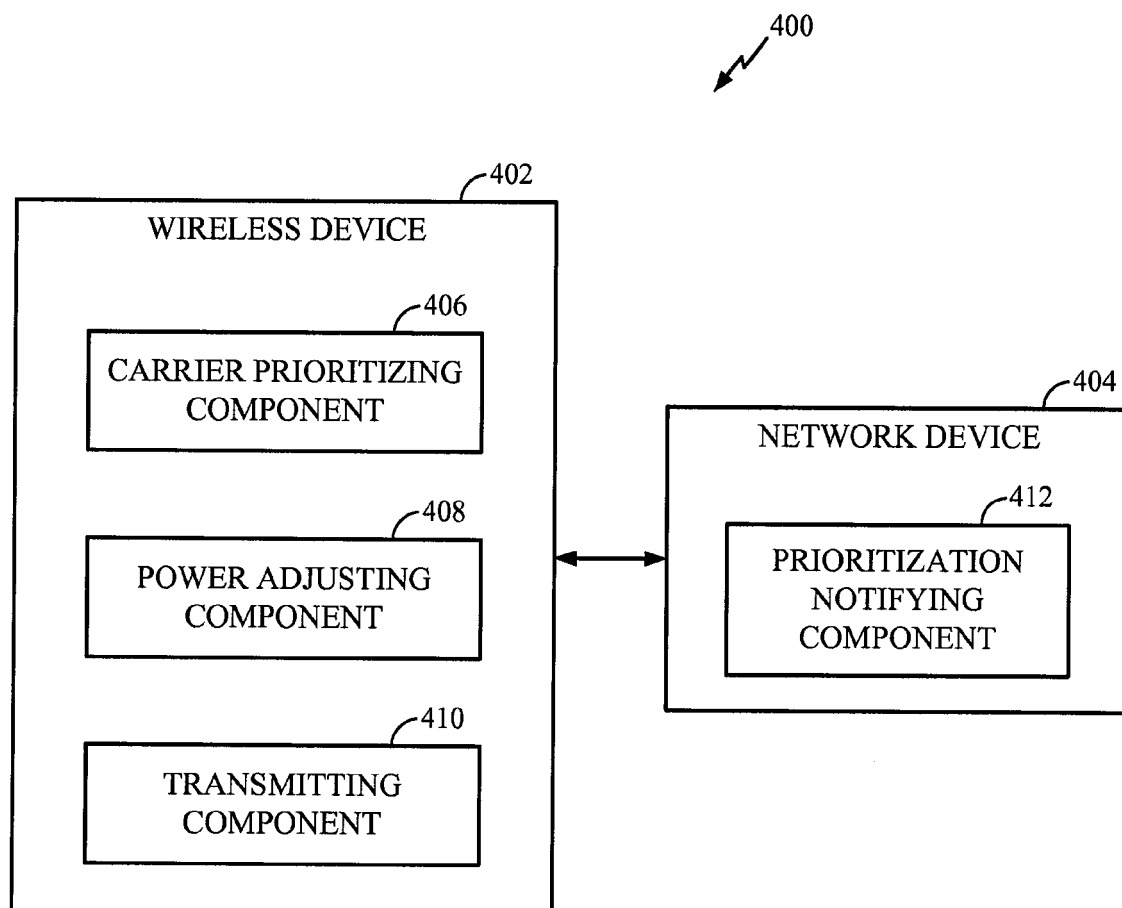 400
402
WIRELESS DEVICE
406
CARRIER PRIORITIZING
COMPONENT
408
POWER ADJUSTING
COMPONENT
410
TRANSMITTING
COMPONENT
404
NETWORK DEVICE
412
PRIORITIZATION
NOTIFYING
COMPONENT